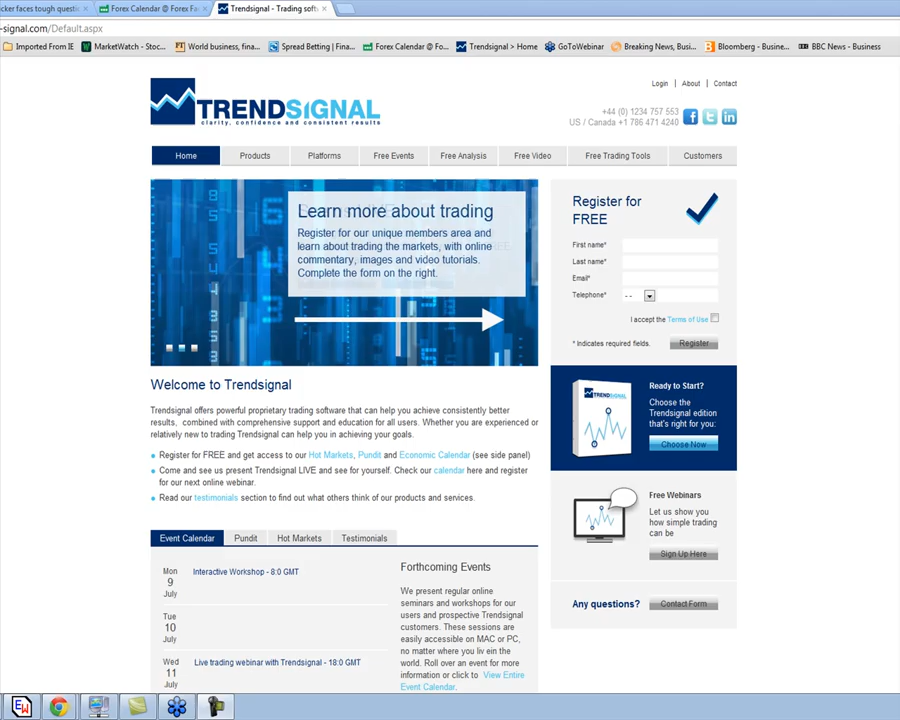 cker faces tough questi
Forex Calendar @ Forex Fa
Trendsignal - Trading soft
-signal.com/Default.aspx
Imported From IE
MarketWatch - Stoc...
World business, fina...
Spread Betting | Fina...
Forex Calendar @ Fo...
Trendsignal > Home
GoToWebinar
Breaking News, Busi...
Bloomberg - Busine...
BBC News - Business
Login | About | Contact
TRENDSIGNAL
clarity, confidence and consistent results
+44 (0) 1234 757 553
US / Canada +1 786 471 4240
Home
Products
Platforms
Free Events
Free Analysis
Free Video
Free Trading Tools
Customers
Learn more about trading
Register for our unique members area and
learn about trading the markets, with online
commentary, images and video tutorials.
Complete the form on the right.
Register for
FREE
First name*
Last name*
Email*
Telephone*
--
I accept the Terms of Use
* Indicates required fields.
Register
Welcome to Trendsignal
Trendsignal offers powerful proprietary trading software that can help you achieve consistently better
results, combined with comprehensive support and education for all users. Whether you are experienced or
relatively new to trading Trendsignal can help you in achieving your goals.
Register for FREE and get access to our Hot Markets, Pundit and Economic Calendar (see side panel)
Come and see us present Trendsignal LIVE and see for yourself. Check our calendar here and register
for our next online webinar.
Read our testimonials section to find out what others think of our products and services.
TRENDSIGNAL
Ready to Start?
Choose the
Trendsignal edition
that's right for you:
Choose Now
Free Webinars
Let us show you
how simple trading
can be
Sign Up Here
Any questions?
Contact Form
Event Calendar
Pundit
Hot Markets
Testimonials
Mon
9
July
Interactive Workshop - 8:0 GMT
Tue
10
July
Wed
11
July
Live trading webinar with Trendsignal - 18:0 GMT
Forthcoming Events
We present regular online
seminars and workshops for our
users and prospective Trendsignal
customers. These sessions are
easily accessible on MAC or PC,
no matter where you liv ein the
world. Roll over an event for more
information or click to View Entire
Event Calendar.